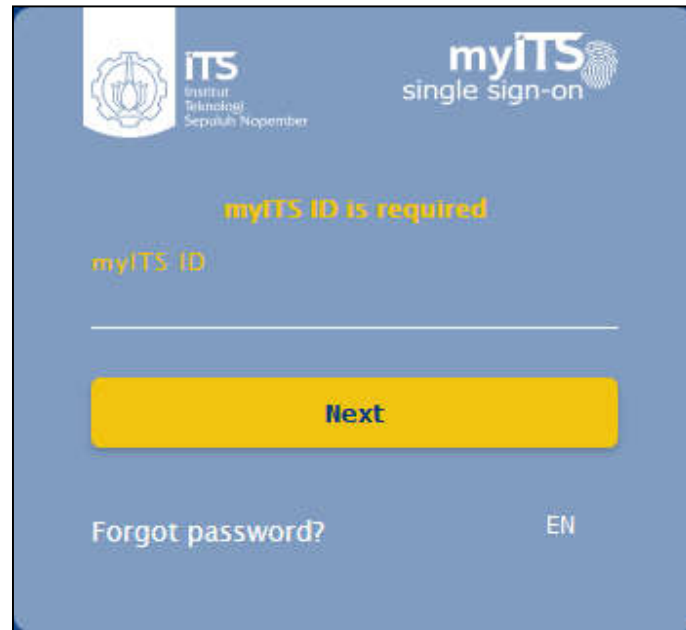 iTS
Institut
Teknologi
Sepuluh Nopember
myITS
single sign-on
myITS ID is required
myITS ID
Next
Forgot password?
EN